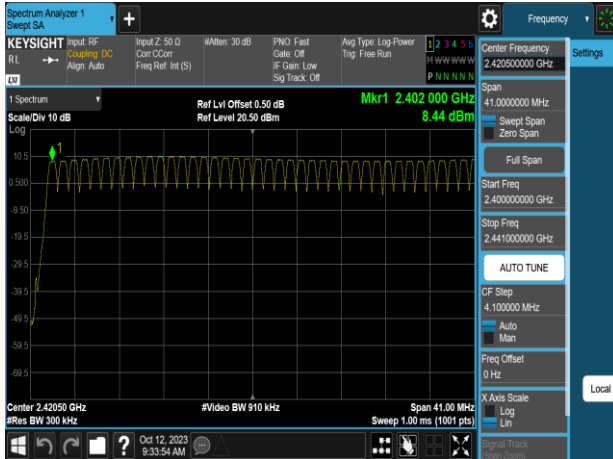 Spectrum Analyzer 1
Swept SA
+
Frequency
KEYSIGHT
RL
LXI
Input: RF
Coupling: DC
Align: Auto
Input Z: 50 Ω
Corr CCorr
Freq Ref: Int (S)
#Atten: 30 dB
PNO: Fast
Gate: Off
IF Gain: Low
Sig Track: Off
Avg Type: Log-Power
Trig: Free Run
1 2 3 4 5 6
M W W W W W
P N N N N N
1 Spectrum
Scale/Div 10 dB
Ref Lvl Offset 0.50 dB
Ref Level 20.50 dBm
Mkr1 2.402 000 GHz
8.44 dBm
Log
1
10.5
0.500
-9.50
-19.5
-29.5
-39.5
-49.5
-59.5
-69.5
Center 2.42050 GHz
#Res BW 300 kHz
#Video BW 910 kHz
Span 41.00 MHz
Sweep 1.00 ms (1001 pts)
Center Frequency
2.420500000 GHz
Settings
Span
41.0000000 MHz
Swept Span
Zero Span
Full Span
Start Freq
2.400000000 GHz
Stop Freq
2.441000000 GHz
AUTO TUNE
CF Step
4.100000 MHz
Auto
Man
Freq Offset
0 Hz
Local
X Axis Scale
Log
Lin
Signal Track
(Span Zoom)
?
Oct 12, 2023
9:33:54 AM